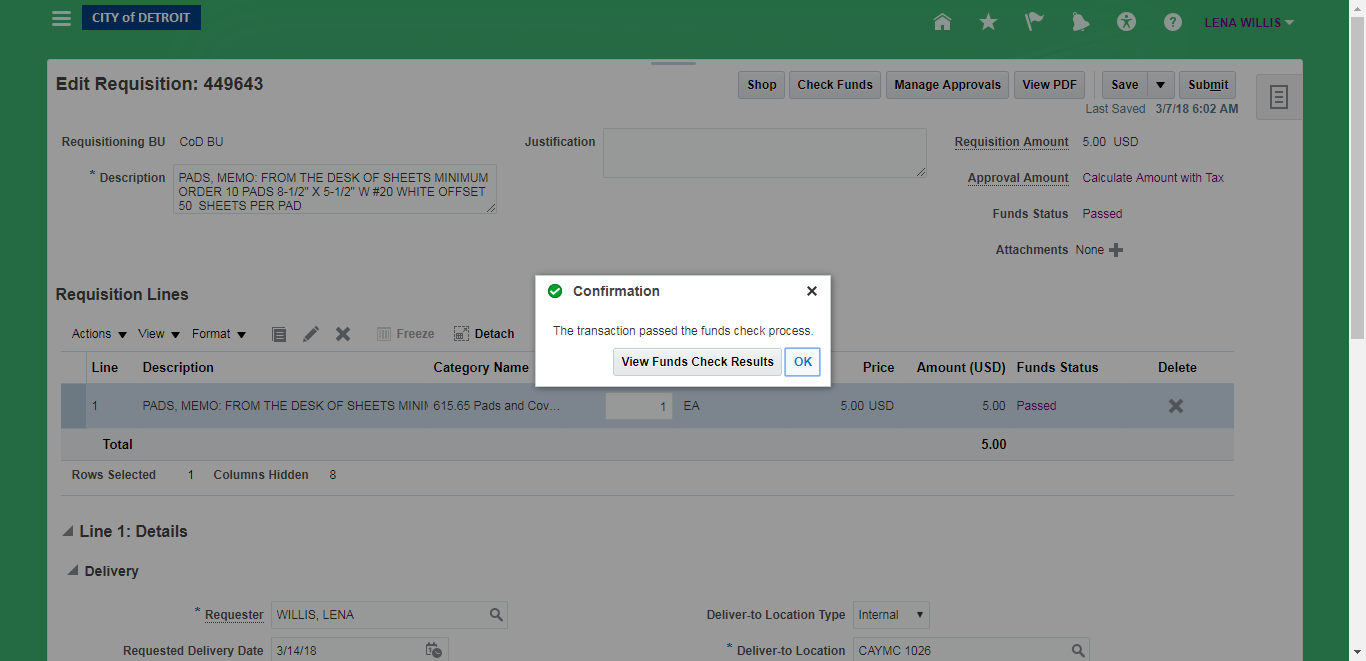 CITY of DETROIT
LENA WILLIS
Edit Requisition: 449643
Shop Check Funds Manage Approvals View PDF Save Submit
Last Saved 3/7/18 6:02 AM
Requisitioning BU CoD BU
Justification
Requisition Amount 5.00 USD
* Description PADS, MEMO: FROM THE DESK OF SHEETS MINIMUM
ORDER 10 PADS 8-1/2" X 5-1/2" W #20 WHITE OFFSET
50 SHEETS PER PAD
Approval Amount Calculate Amount with Tax
Funds Status Passed
Attachments None
Confirmation
The transaction passed the funds check process.
View Funds Check Results OK
Requisition Lines
Actions View Format Freeze Detach
Line Description Category Name Price Amount (USD) Funds Status Delete
1 PADS, MEMO: FROM THE DESK OF SHEETS MINI 615.65 Pads and Cov... 1 EA 5.00 USD 5.00 Passed
Total 5.00
Rows Selected 1 Columns Hidden 8
Line 1: Details
Delivery
* Requester WILLIS, LENA
Deliver-to Location Type Internal
Requested Delivery Date 3/14/18
* Deliver-to Location CAYMC 1026